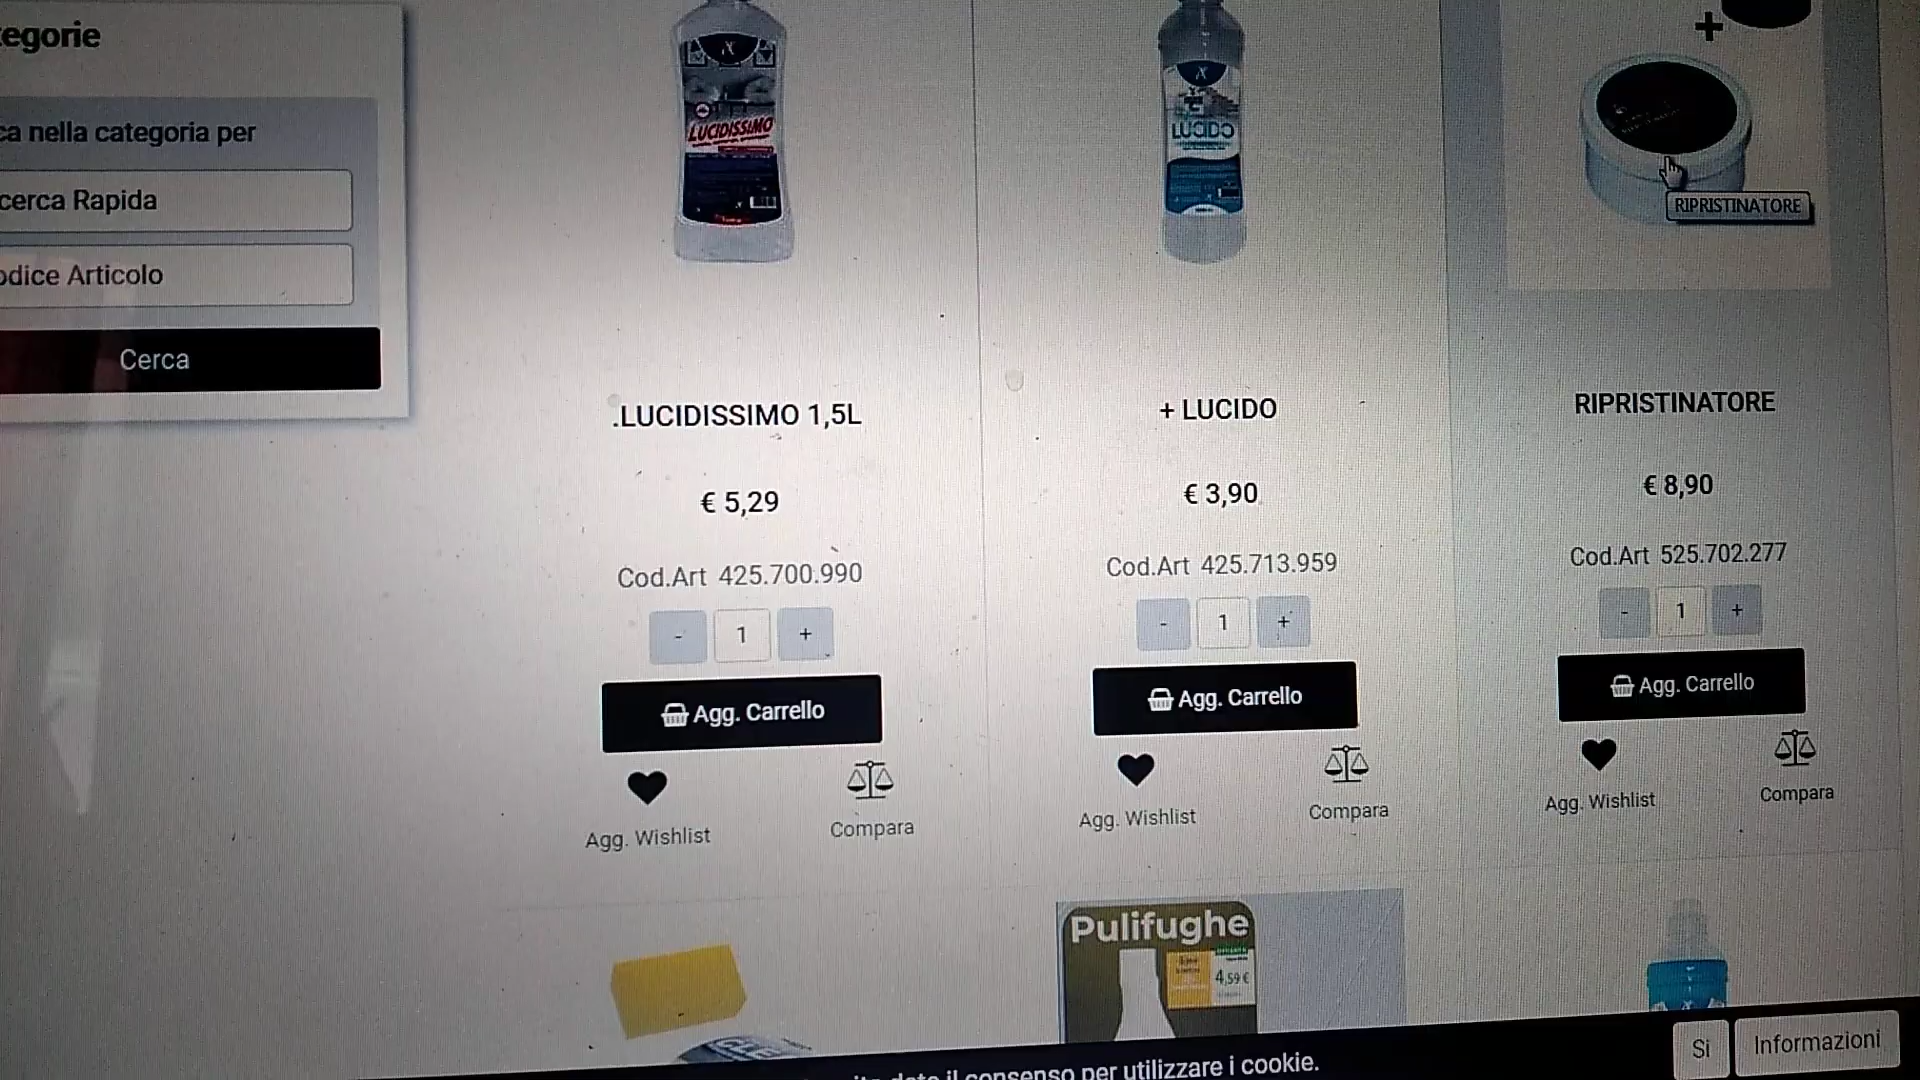 egorie
ca nella categoria per
cerca Rapida
odice Articolo
Cerca
LUCIDISSIMO
LUCIDO
RIPRISTINATORE
.LUCIDISSIMO 1,5L
€ 5,29
Cod.Art 425.700.990
- 1 +
Agg. Carrello
Agg. Wishlist
Compara
+ LUCIDO
€ 3,90
Cod.Art 425.713.959
- 1 +
Agg. Carrello
Agg. Wishlist
Compara
RIPRISTINATORE
€ 8,90
Cod.Art 525.702.277
- 1 +
Agg. Carrello
Agg. Wishlist
Compara
Pulifughe
4,59 €
il consenso per utilizzare i cookie.
Si
Informazioni